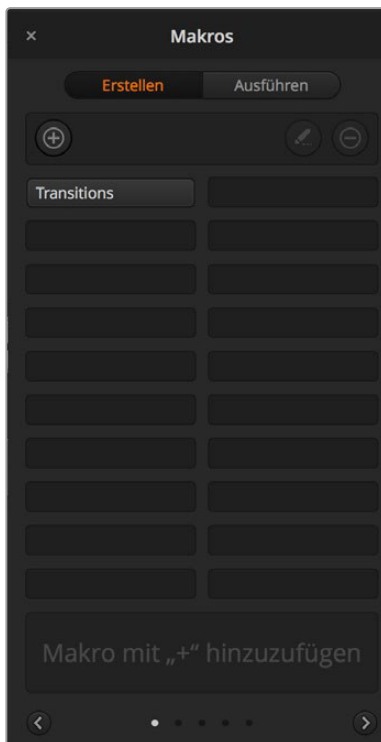 × Makros
Erstellen Ausführen
Transitions
Makro mit „+“ hinzuzufügen